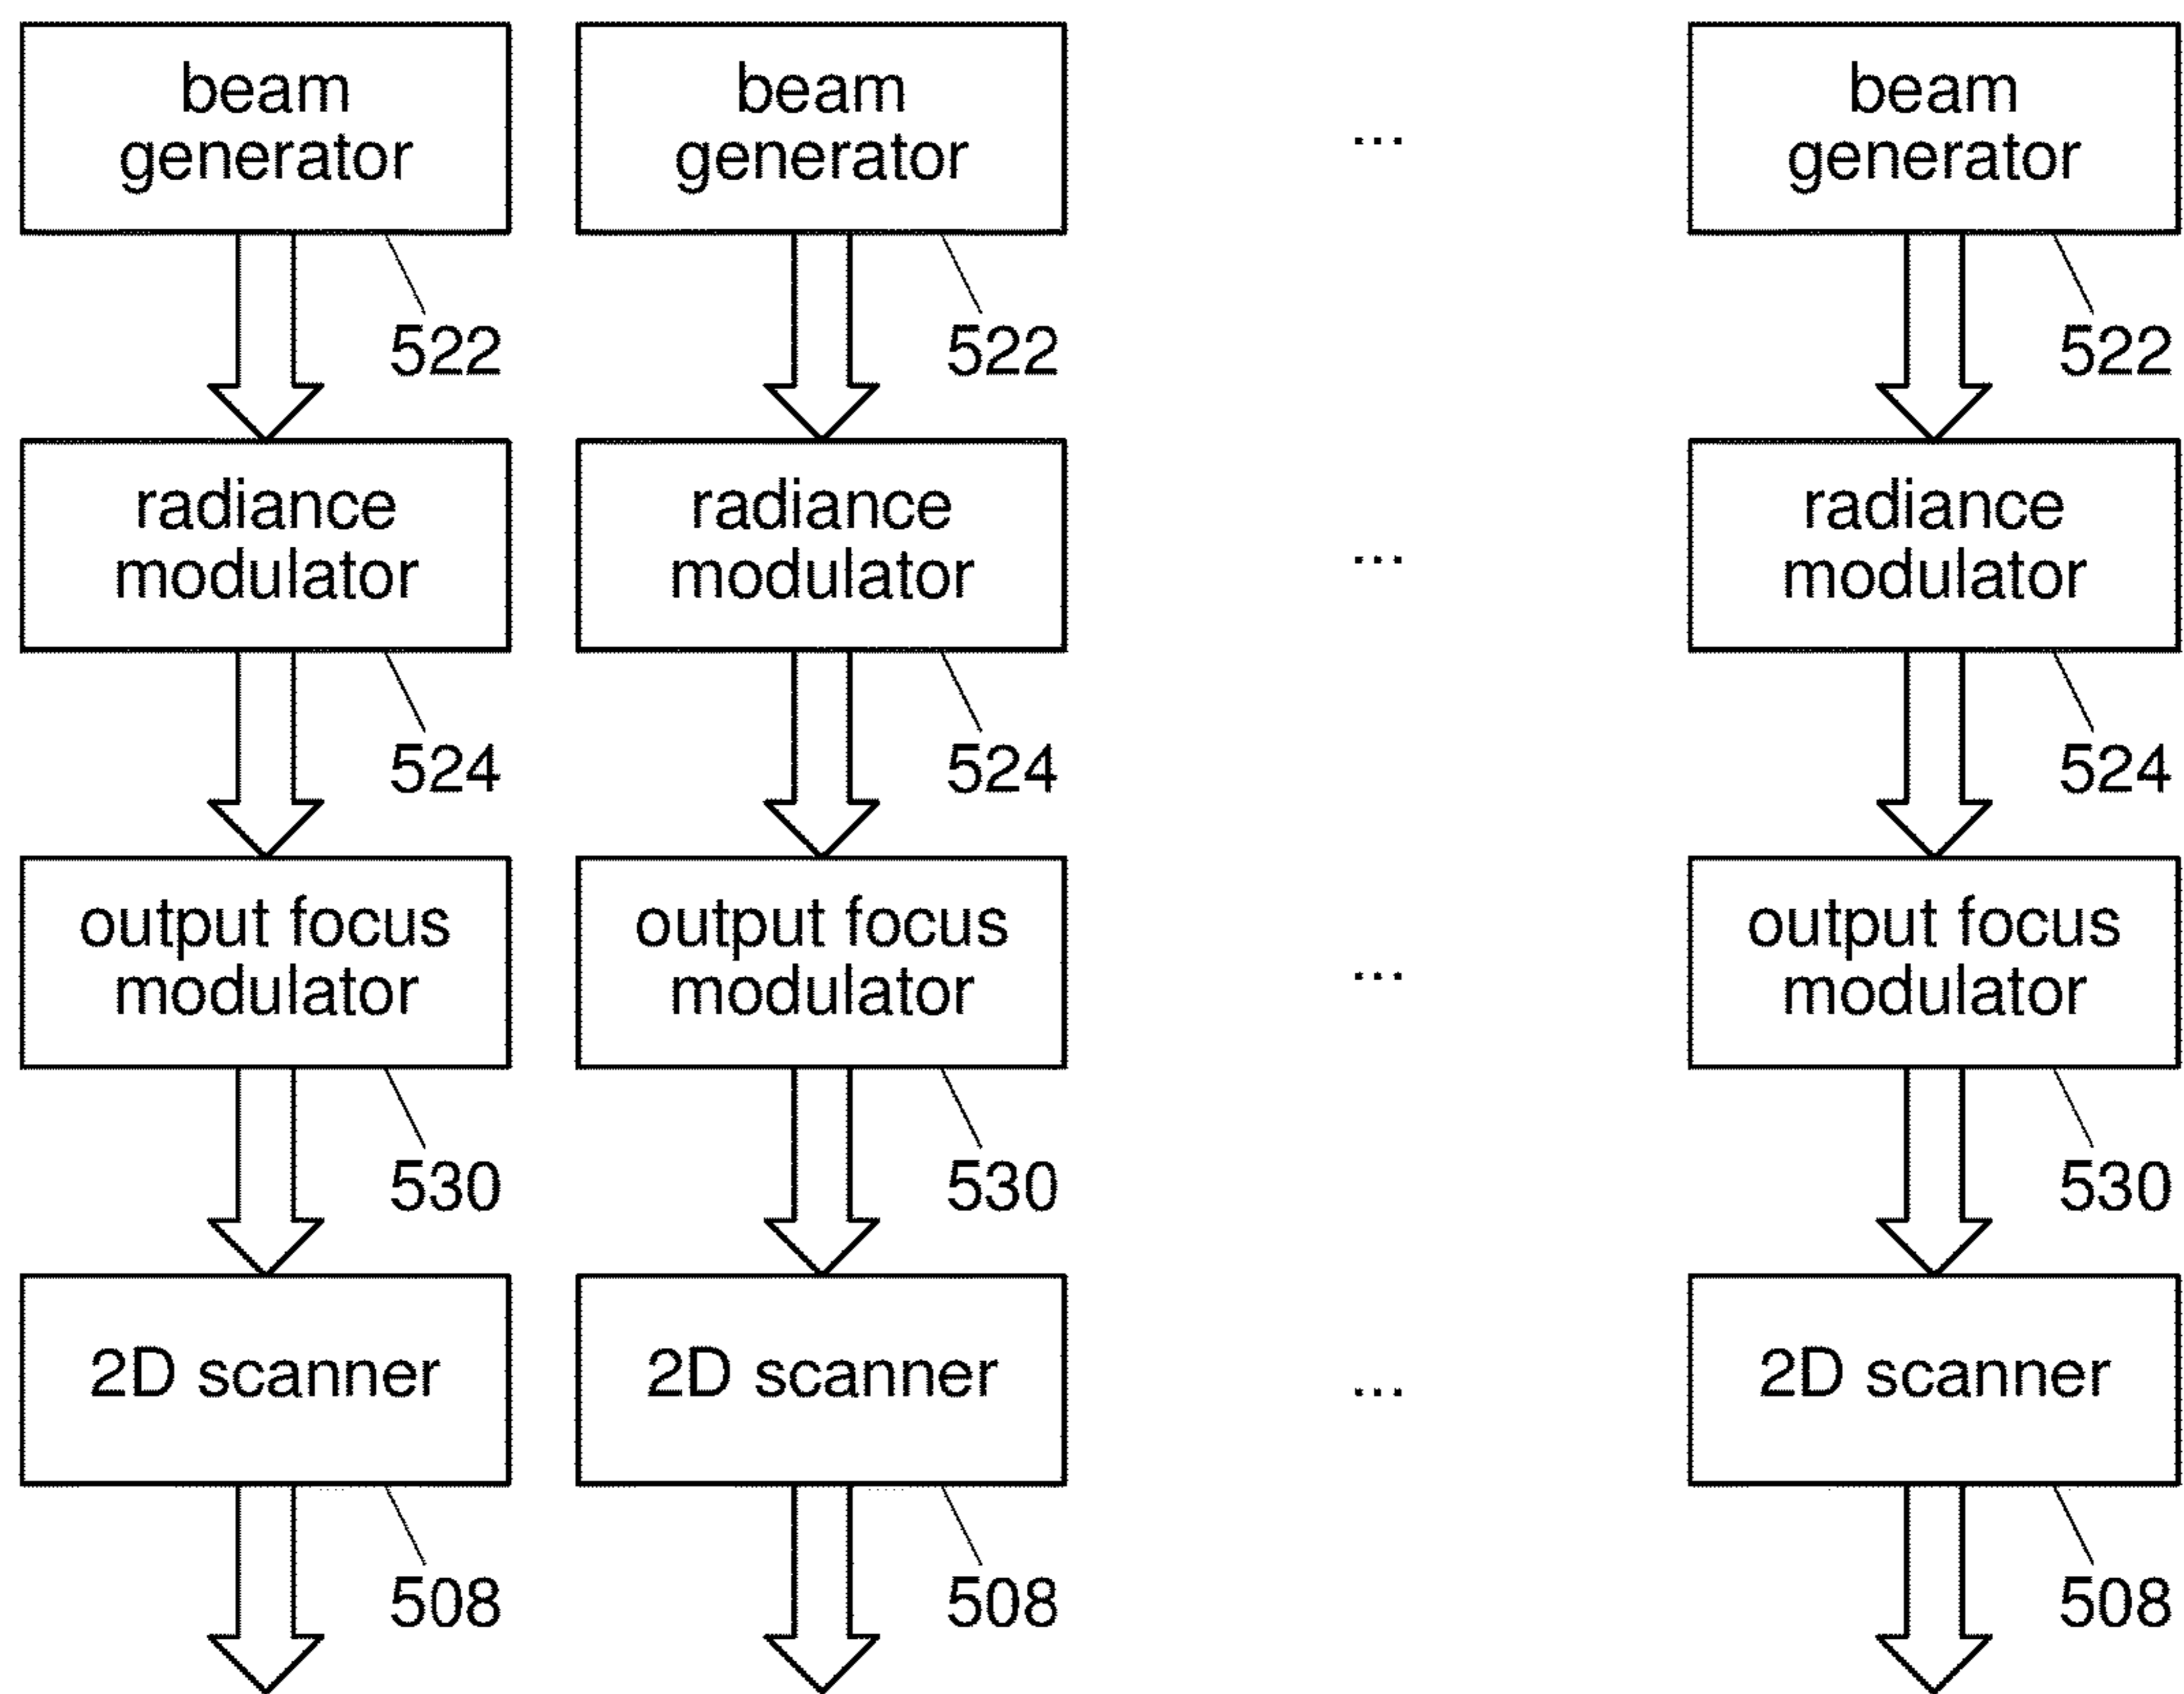 beam beam beam
generator generator ... generator
522 522 522
radiance radiance radiance
modulator modulator ... modulator
524 524 524
output focus output focus output focus
modulator modulator ... modulator
530 530 530
2D scanner 2D scanner ... 2D scanner
508 508 508